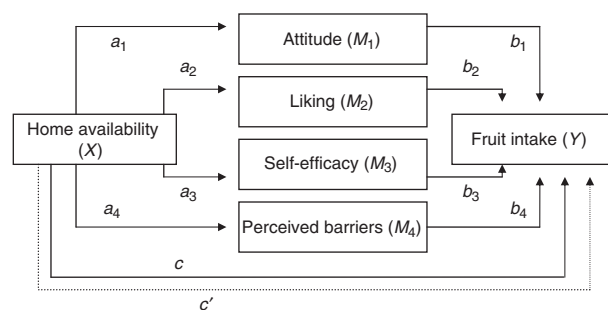 a1
Attitude (M1)
b1
a2
Liking (M2)
b2
Home availability
(X)
Fruit intake (Y)
Self-efficacy (M3)
a3
b3
a4
Perceived barriers (M4)
b4
c
c′